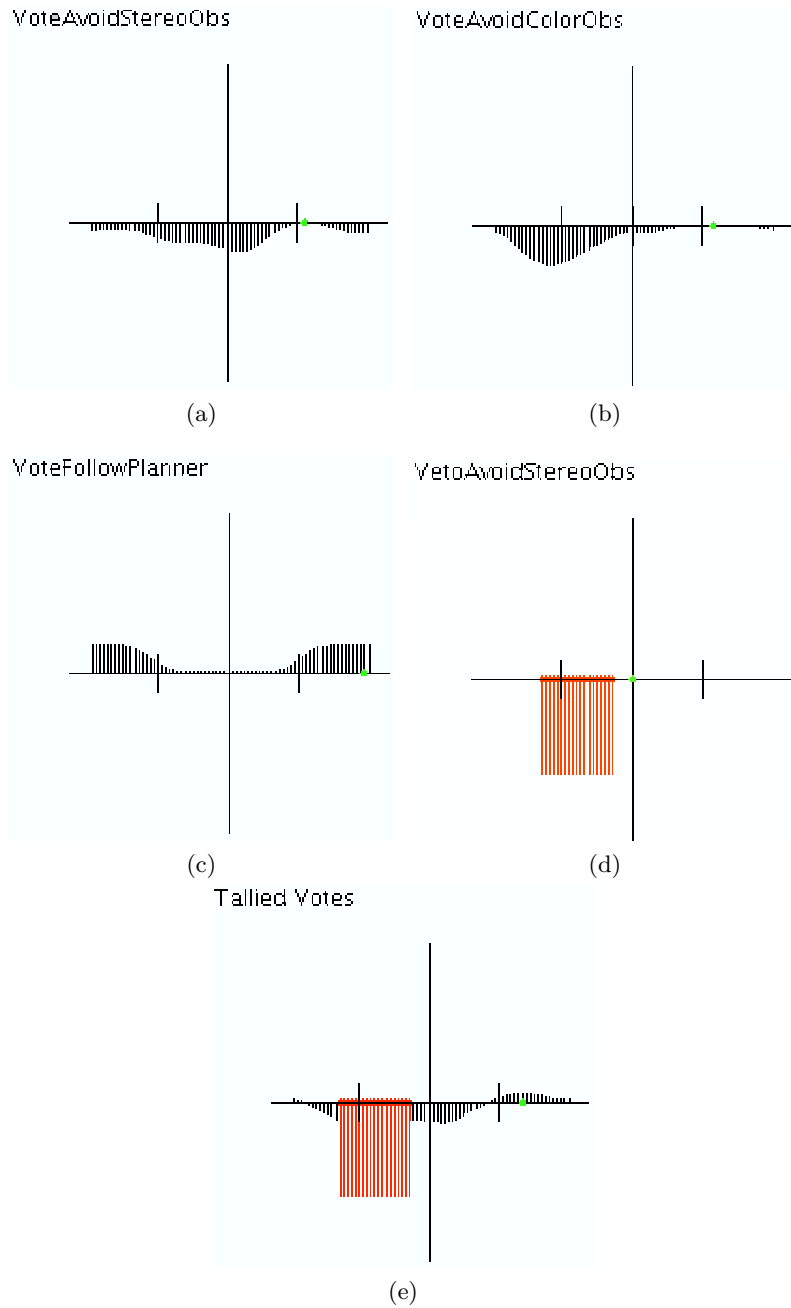 VoteAvoidStereoObs
VoteAvoidColorObs
(a)
(b)
VoteFollowPlanner
VetoAvoidStereoObs
(c)
(d)
Tallied Votes
(e)